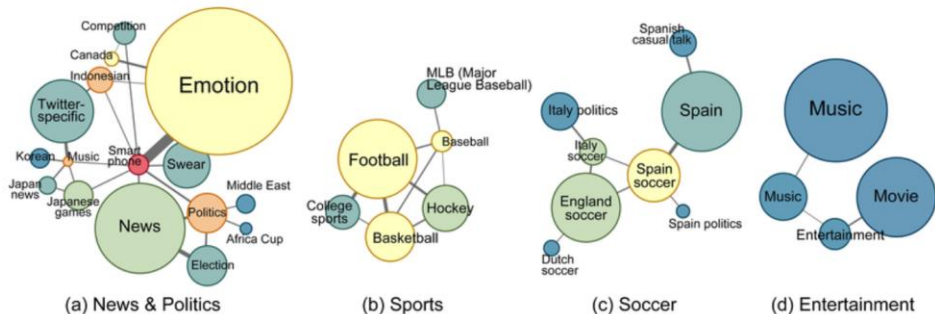 Competition
Canada
Indonesian
Emotion
Twitter-
specific
Korean
Music
Smart
phone
Swear
Japan
news
Japanese
games
News
Politics
Middle East
Africa Cup
Election
(a) News & Politics
MLB (Major
League Baseball)
Baseball
Football
College
sports
Hockey
Basketball
(b) Sports
Spanish
casual talk
Italy politics
Spain
Italy
soccer
Spain
soccer
England
soccer
Spain politics
Dutch
soccer
(c) Soccer
Music
Music
Movie
Entertainment
(d) Entertainment